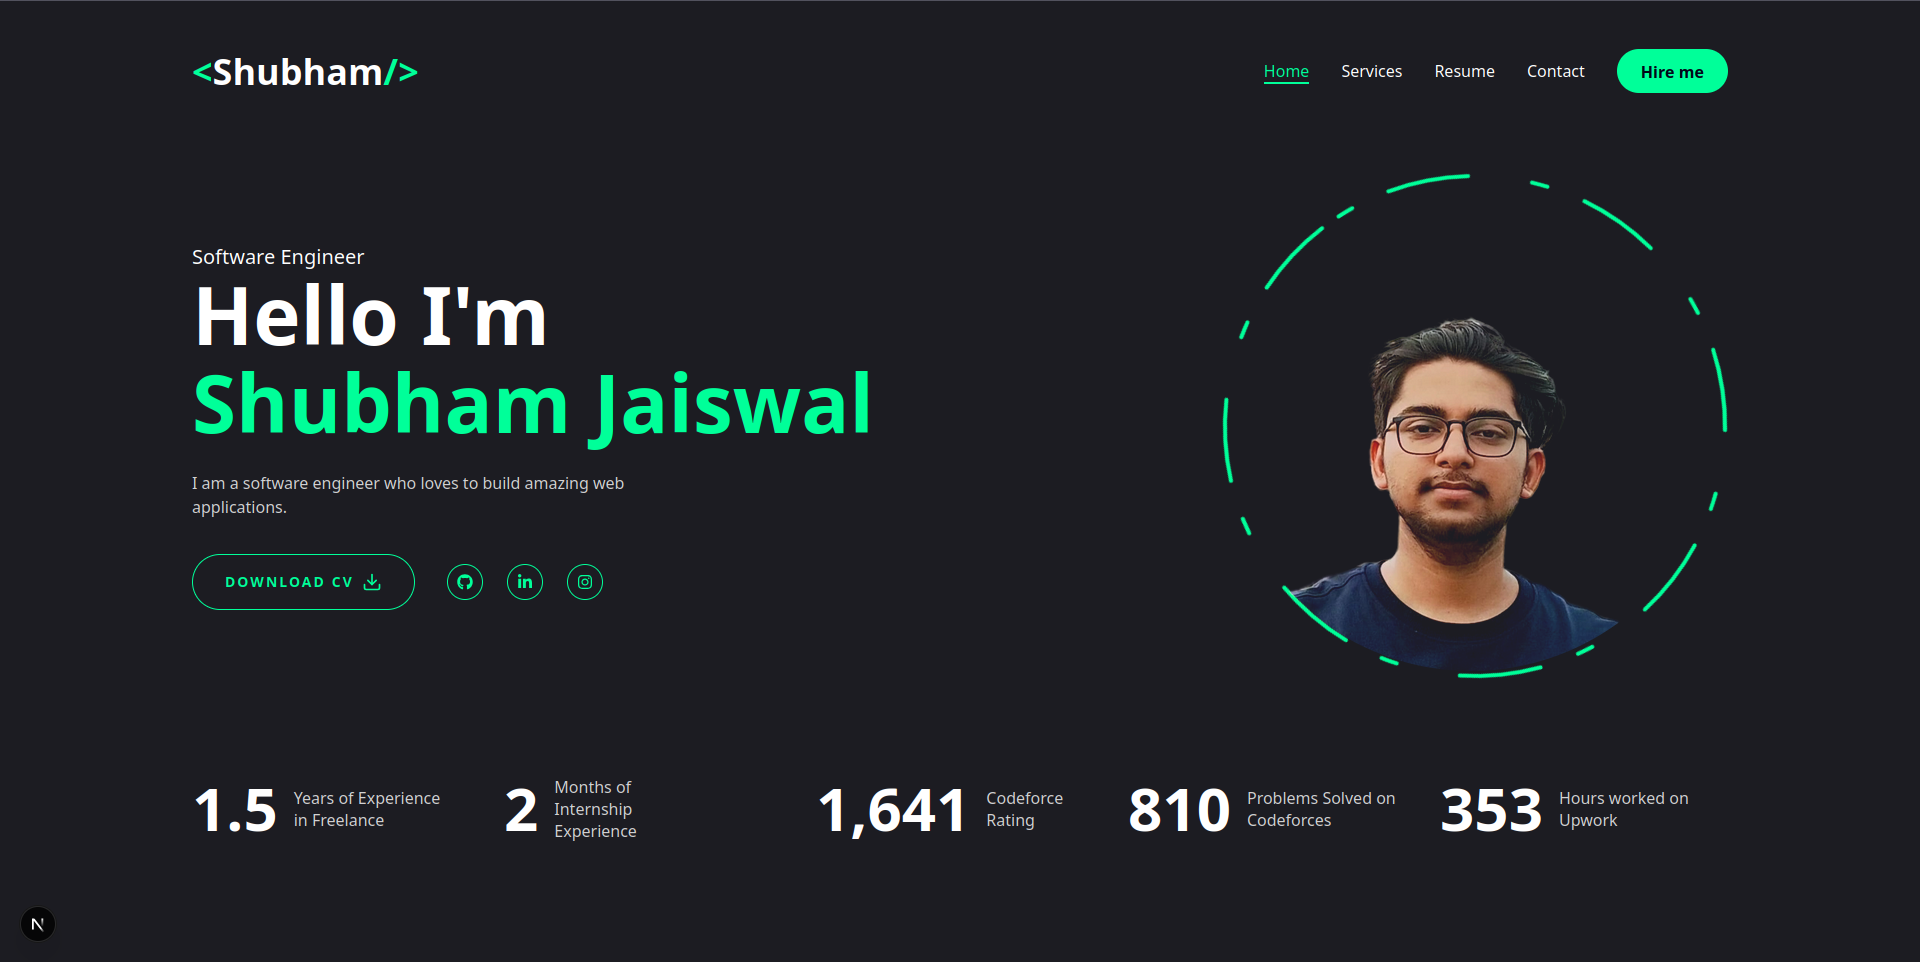 <Shubham/>
Home Services Resume Contact Hire me
Software Engineer
Hello I'm
Shubham Jaiswal
I am a software engineer who loves to build amazing web
applications.
DOWNLOAD CV
in
1.5
Years of Experience
in Freelance
2
Months of
Internship
Experience
1,641
Codeforce
Rating
810
Problems Solved on
Codeforces
353
Hours worked on
Upwork
N